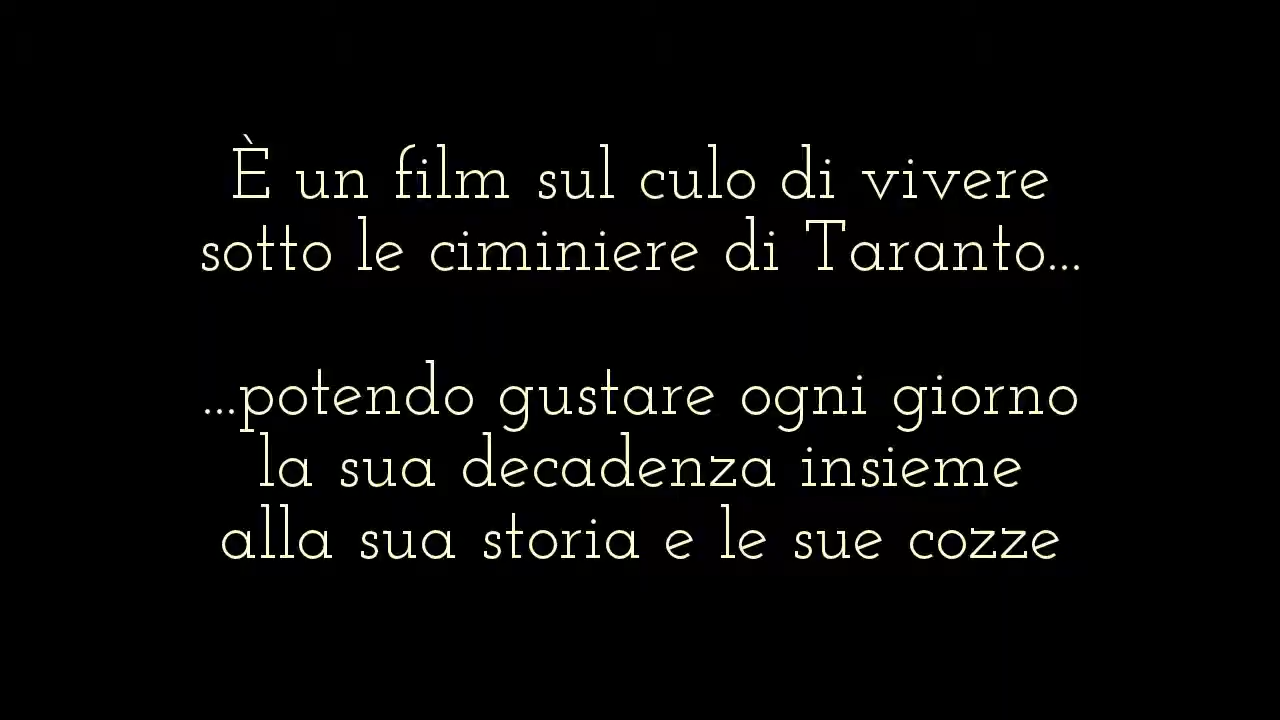 È un film sul culo di vivere
sotto le ciminiere di Taranto...
...potendo gustare ogni giorno
la sua decadenza insieme
alla sua storia e le sue cozze